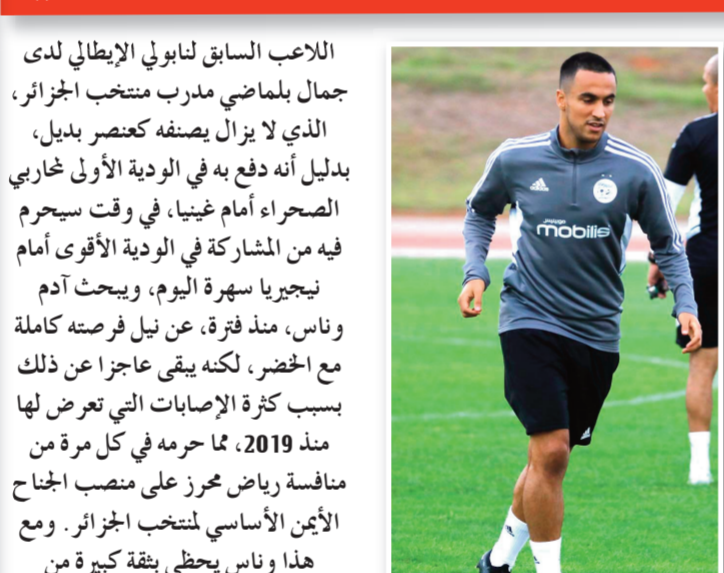 اللاعب السابق لنابولي الإيطالي لدى
جمال بلماضي مدرب منتخب الجزائر،
الذي لا يزال يصنفه كعنصر بديل،
بدليل أنه دفع به في الودية الأولى لمحاربي
الصحراء أمام غينيا، في وقت سيحرم
فيه من المشاركة في الودية الأقوى أمام
نيجيريا سهرة اليوم، ويبحث آدم
وناس، منذ فترة، عن نيل فرصته كاملة
مع الخضر، لكنه يبقى عاجزا عن ذلك
بسبب كثرة الإصابات التي تعرض لها
منذ 2019، مما حرمه في كل مرة من
منافسة رياض محرز على منصب الجناح
الأيمن الأساسي لمنتخب الجزائر. ومع
هذا وناس يحظى بثقة كبيرة من
adidas
موبيليس
mobilis